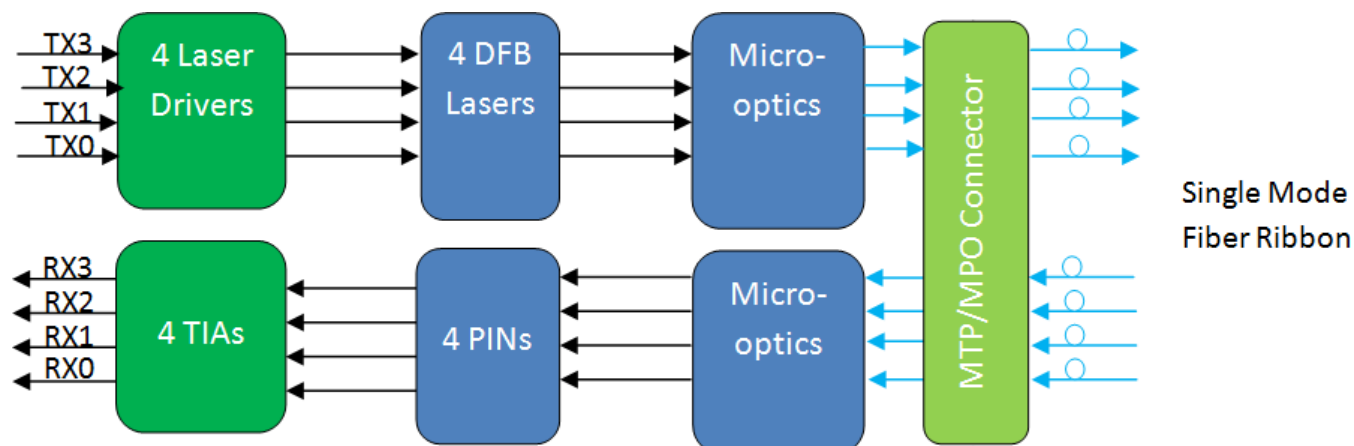 TX3
TX2
TX1
TX0
4 Laser
Drivers
4 DFB
Lasers
Micro-
optics
MTP/MPO Connector
Single Mode
Fiber Ribbon
RX3
RX2
RX1
RX0
4 TIAs
4 PINs
Micro-
optics